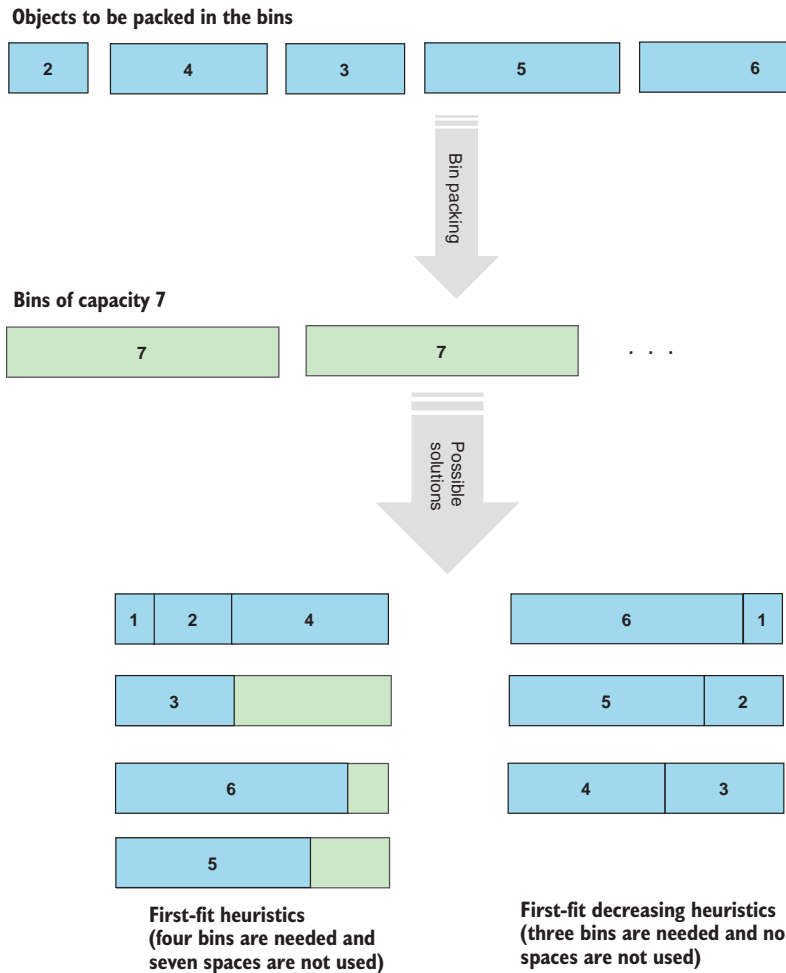 Objects to be packed in the bins
2 4 3 5 6
Bin packing
Bins of capacity 7
7 7 . . .
Possible
solutions
1 2 4
3
6
5
First-fit heuristics
(four bins are needed and
seven spaces are not used)
6 1
5 2
4 3
First-fit decreasing heuristics
(three bins are needed and no
spaces are not used)